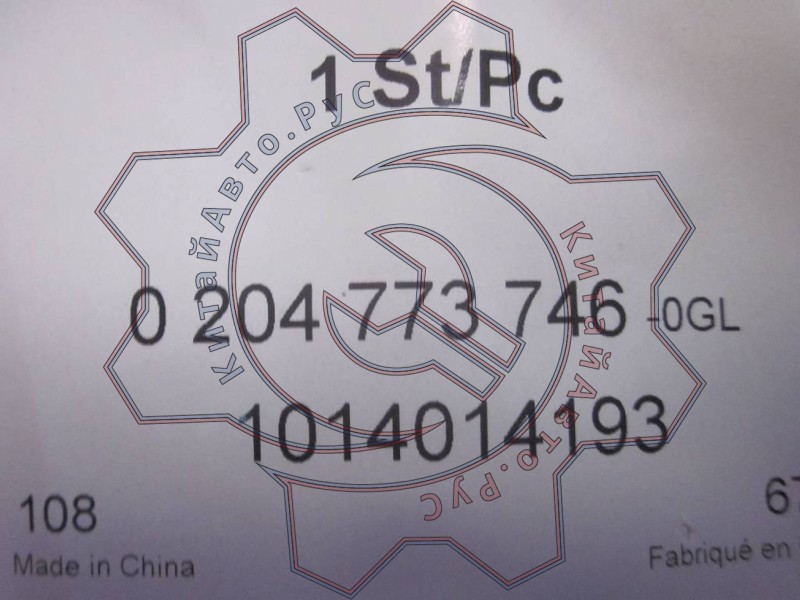 1 St/Pc
КитайАвто.Рус
КитайАвто.Рус
0 204 773 746 -0GL
1014014193
108
67
Made in China
Fabriqué en